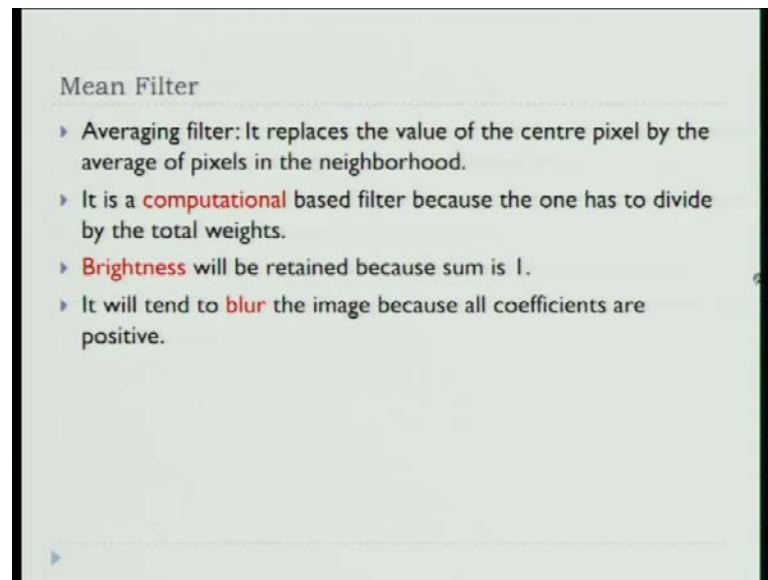 Mean Filter
Averaging filter: It replaces the value of the centre pixel by the
average of pixels in the neighborhood.
It is a computational based filter because the one has to divide
by the total weights.
Brightness will be retained because sum is 1.
It will tend to blur the image because all coefficients are
positive.